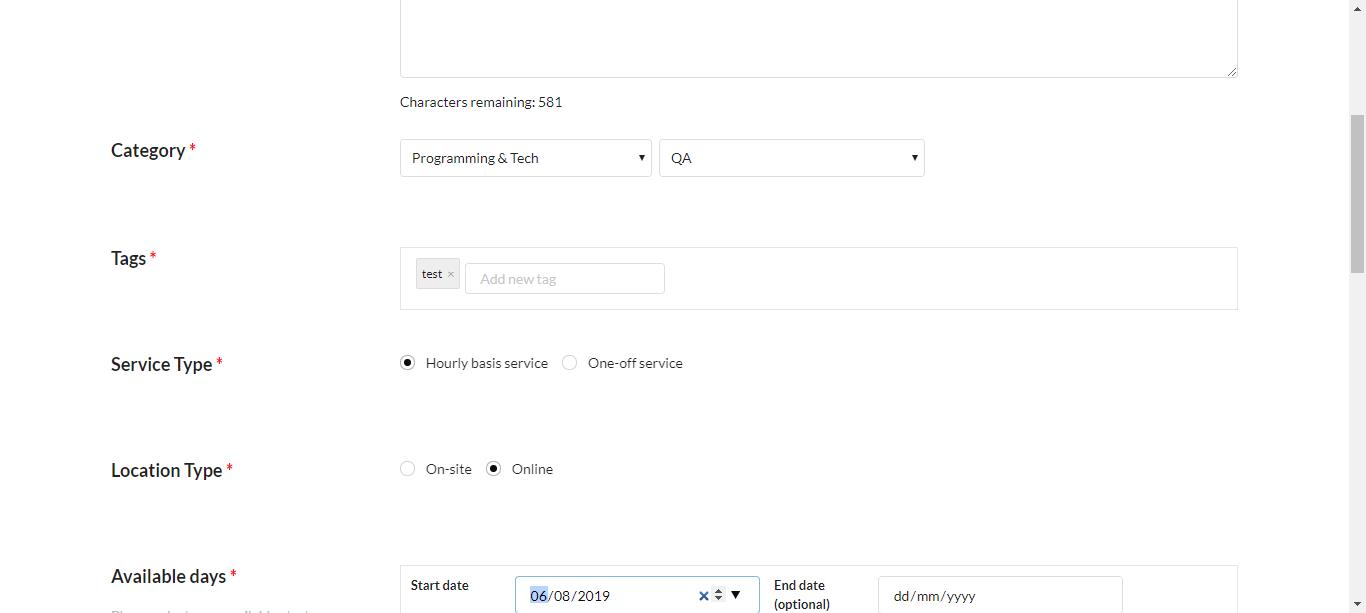 Characters remaining: 581
Category *
Programming & Tech
QA
Tags *
test ×
Add new tag
Service Type *
Hourly basis service
One-off service
Location Type *
On-site
Online
Available days *
Start date
06/08/2019
End date
(optional)
dd/mm/yyyy